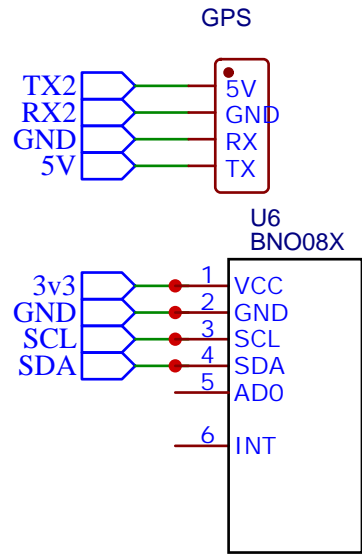 GPS
TX2 5V
RX2 GND
GND RX
5V TX
U6
BNO08X
3v3 1 VCC
GND 2 GND
SCL 3 SCL
SDA 4 SDA
5 AD0
6 INT